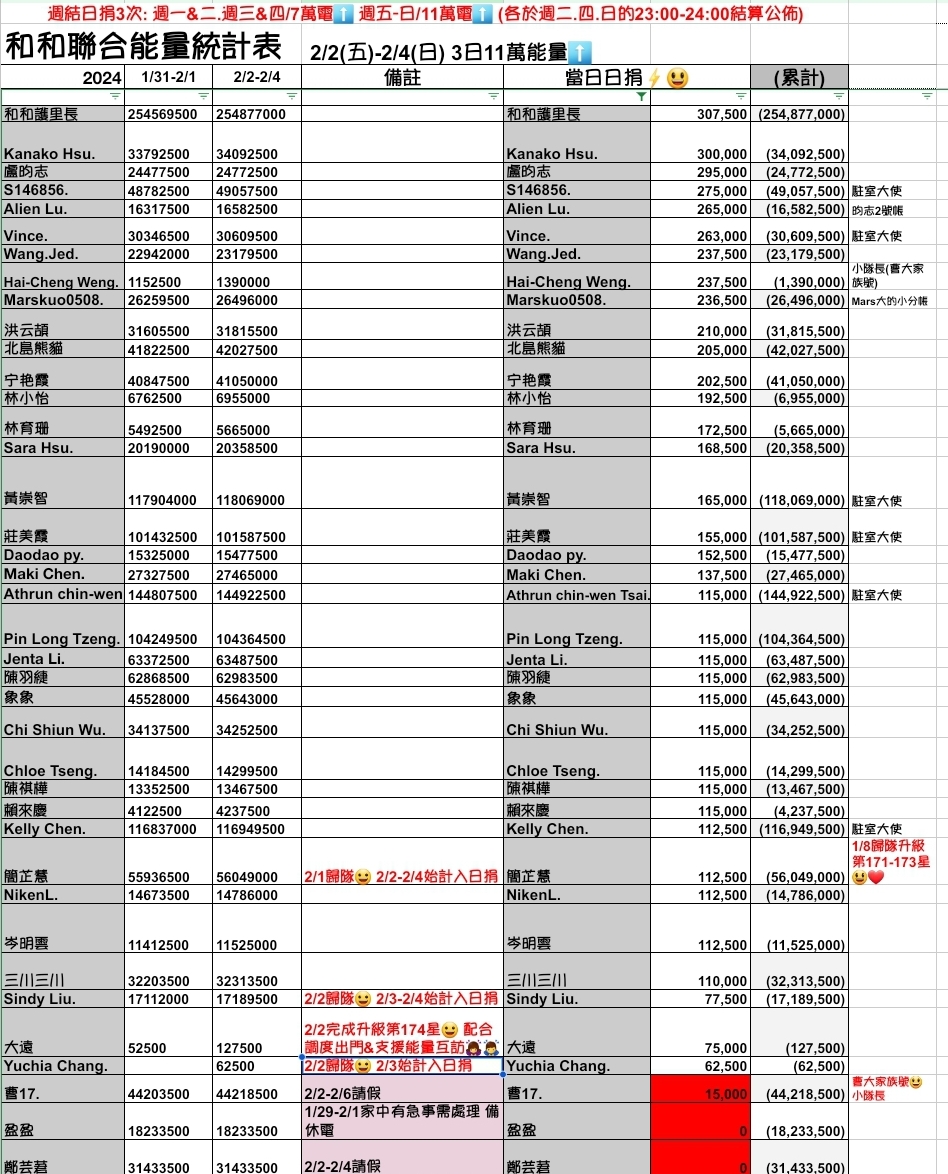 週結日捐3次: 週一&二.週三&四/7萬電⬆️ 週五-日/11萬電⬆️ (各於週二.四.日的23:00-24:00結算公佈)
和和聯合能量統計表 2/2(五)-2/4(日) 3日11萬能量⬆️
2024 1/31-2/1 2/2-2/4 備註 當日日捐⚡😃 (累計)
和和護里長 254569500 254877000 和和護里長 307,500 (254,877,000)
Kanako Hsu. 33792500 34092500 Kanako Hsu. 300,000 (34,092,500)
盧昀志 24477500 24772500 盧昀志 295,000 (24,772,500)
S146856. 48782500 49057500 S146856. 275,000 (49,057,500) 駐室大使
Alien Lu. 16317500 16582500 Alien Lu. 265,000 (16,582,500) 昀志2號帳
Vince. 30346500 30609500 Vince. 263,000 (30,609,500) 駐室大使
Wang.Jed. 22942000 23179500 Wang.Jed. 237,500 (23,179,500)
小隊長(曹大家
Hai-Cheng Weng. 1152500 1390000 Hai-Cheng Weng. 237,500 (1,390,000) 族號)
Marskuo0508. 26259500 26496000 Marskuo0508. 236,500 (26,496,000) Mars大的小分帳
洪云頡 31605500 31815500 洪云頡 210,000 (31,815,500)
北島熊貓 41822500 42027500 北島熊貓 205,000 (42,027,500)
宁艳霞 40847500 41050000 宁艳霞 202,500 (41,050,000)
林小怡 6762500 6955000 林小怡 192,500 (6,955,000)
林育珊 5492500 5665000 林育珊 172,500 (5,665,000)
Sara Hsu. 20190000 20358500 Sara Hsu. 168,500 (20,358,500)
黃崇智 117904000 118069000 黃崇智 165,000 (118,069,000) 駐室大使
莊美霞 101432500 101587500 莊美霞 155,000 (101,587,500) 駐室大使
Daodao py. 15325000 15477500 Daodao py. 152,500 (15,477,500)
Maki Chen. 27327500 27465000 Maki Chen. 137,500 (27,465,000)
Athrun chin-wen 144807500 144922500 Athrun chin-wen Tsai. 115,000 (144,922,500) 駐室大使
Pin Long Tzeng. 104249500 104364500 Pin Long Tzeng. 115,000 (104,364,500)
Jenta Li. 63372500 63487500 Jenta Li. 115,000 (63,487,500)
陳羽緁 62868500 62983500 陳羽緁 115,000 (62,983,500)
象象 45528000 45643000 象象 115,000 (45,643,000)
Chi Shiun Wu. 34137500 34252500 Chi Shiun Wu. 115,000 (34,252,500)
Chloe Tseng. 14184500 14299500 Chloe Tseng. 115,000 (14,299,500)
陳祺樺 13352500 13467500 陳祺樺 115,000 (13,467,500)
賴來慶 4122500 4237500 賴來慶 115,000 (4,237,500)
Kelly Chen. 116837000 116949500 Kelly Chen. 112,500 (116,949,500) 駐室大使
1/8歸隊升級
第171-173星
簡芷慧 55936500 56049000 2/1歸隊😀 2/2-2/4始計入日捐 簡芷慧 112,500 (56,049,000) 😀❤️
NikenL. 14673500 14786000 NikenL. 112,500 (14,786,000)
岑明雲 11412500 11525000 岑明雲 112,500 (11,525,000)
三川三川 32203500 32313500 三川三川 110,000 (32,313,500)
Sindy Liu. 17112000 17189500 2/2歸隊😀 2/3-2/4始計入日捐 Sindy Liu. 77,500 (17,189,500)
2/2完成升級第174星😀 配合
大遠 52500 127500 調度出門&支援能量互訪🙇‍♀️🙇‍♂️ 大遠 75,000 (127,500)
Yuchia Chang. 62500 2/2歸隊😀 2/3始計入日捐 Yuchia Chang. 62,500 (62,500)
曹大家族號😀
曹17. 44203500 44218500 2/2-2/6請假 曹17. 15,000 (44,218,500) 小隊長
1/29-2/1家中有急事需處理 備
盈盈 18233500 18233500 休電 盈盈 0 (18,233,500)
鄭芸萕 31433500 31433500 2/2-2/4請假 鄭芸萕 0 (31,433,500)